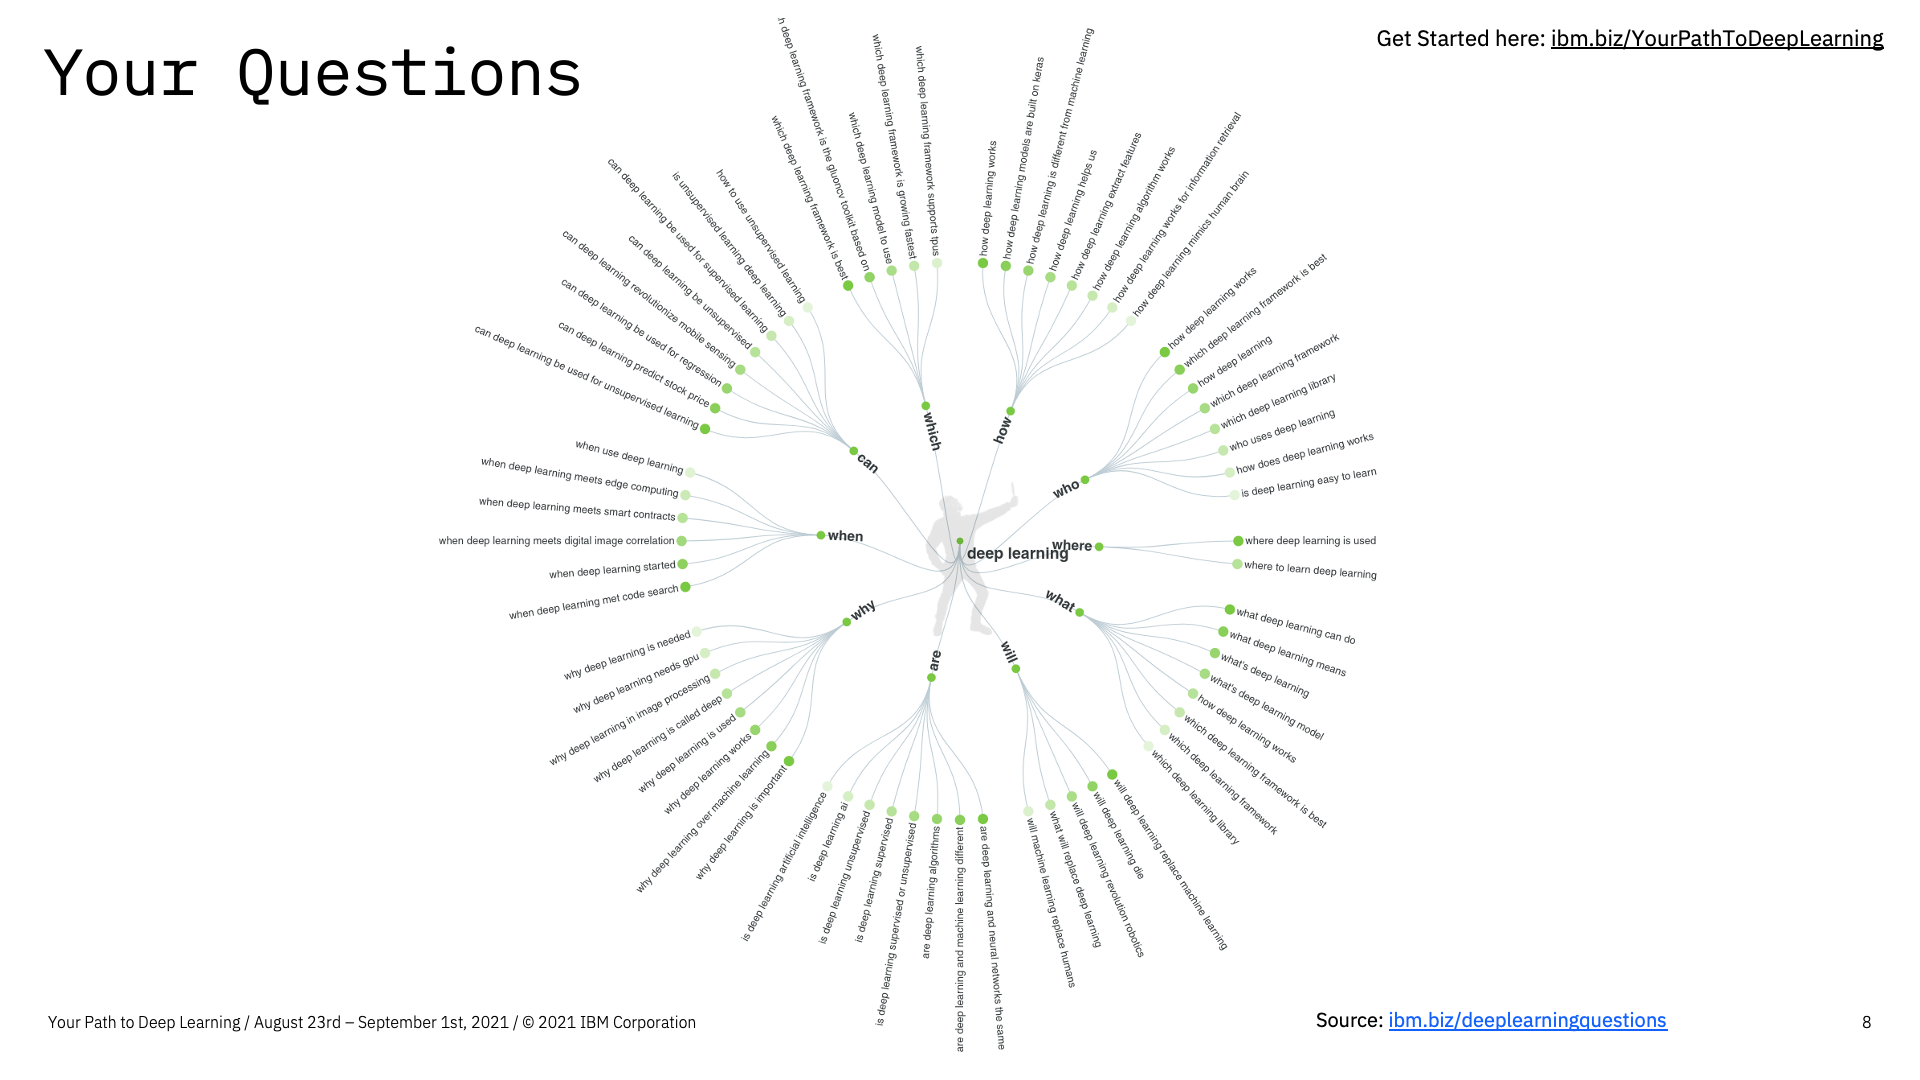 Your Questions
Get Started here: ibm.biz/YourPathToDeepLearning
deep learning
which
which deep learning framework is best
h deep learning framework is the gluoncv toolkit based on
which deep learning model to use
which deep learning framework is growing fastest
which deep learning framework supports tpus
how
how deep learning works
how deep learning models are built on keras
how deep learning is different from machine learning
how deep learning helps us
how deep learning extract features
how deep learning algorithm works
how deep learning works for information retrieval
how deep learning mimics human brain
who
how deep learning works
which deep learning framework is best
how deep learning
which deep learning framework
which deep learning library
who uses deep learning
how does deep learning works
is deep learning easy to learn
where
where deep learning is used
where to learn deep learning
what
what deep learning can do
what deep learning means
what's deep learning
what's deep learning model
how deep learning works
which deep learning framework is best
which deep learning framework
which deep learning library
will
will deep learning replace machine learning
will deep learning die
will deep learning revolution robotics
what will replace deep learning
will machine learning replace humans
are
are deep learning and neural networks the same
are deep learning and machine learning different
are deep learning algorithms
is deep learning supervised or unsupervised
is deep learning supervised
is deep learning unsupervised
is deep learning ai
is deep learning artificial intelligence
why
why deep learning is important
why deep learning over machine learning
why deep learning works
why deep learning is used
why deep learning is called deep
why deep learning in image processing
why deep learning needs gpu
why deep learning is needed
when
when deep learning met code search
when deep learning started
when deep learning meets digital image correlation
when deep learning meets smart contracts
when deep learning meets edge computing
when use deep learning
can
can deep learning be used for unsupervised learning
can deep learning predict stock price
can deep learning be used for regression
can deep learning revolutionize mobile sensing
can deep learning be unsupervised
can deep learning be used for supervised learning
is unsupervised learning deep learning
how to use unsupervised learning
Your Path to Deep Learning / August 23rd – September 1st, 2021 / © 2021 IBM Corporation
Source: ibm.biz/deeplearningquestions
8